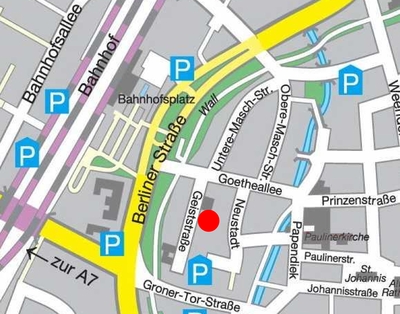 Bahnhofsallee
Bahnhof
P
Bahnhofsplatz
Wall
Untere-Masch-Str.
Obere-Masch-Str.
P
P
P
Berliner Straße
Goetheallee
Prinzenstraße
Geiststraße
Neustadt
Papendiek
Paulinerkirche
P
zur A7
Paulinerstr.
P
St.
Johannis
Groner-Tor-Straße
Johannisstraße
P